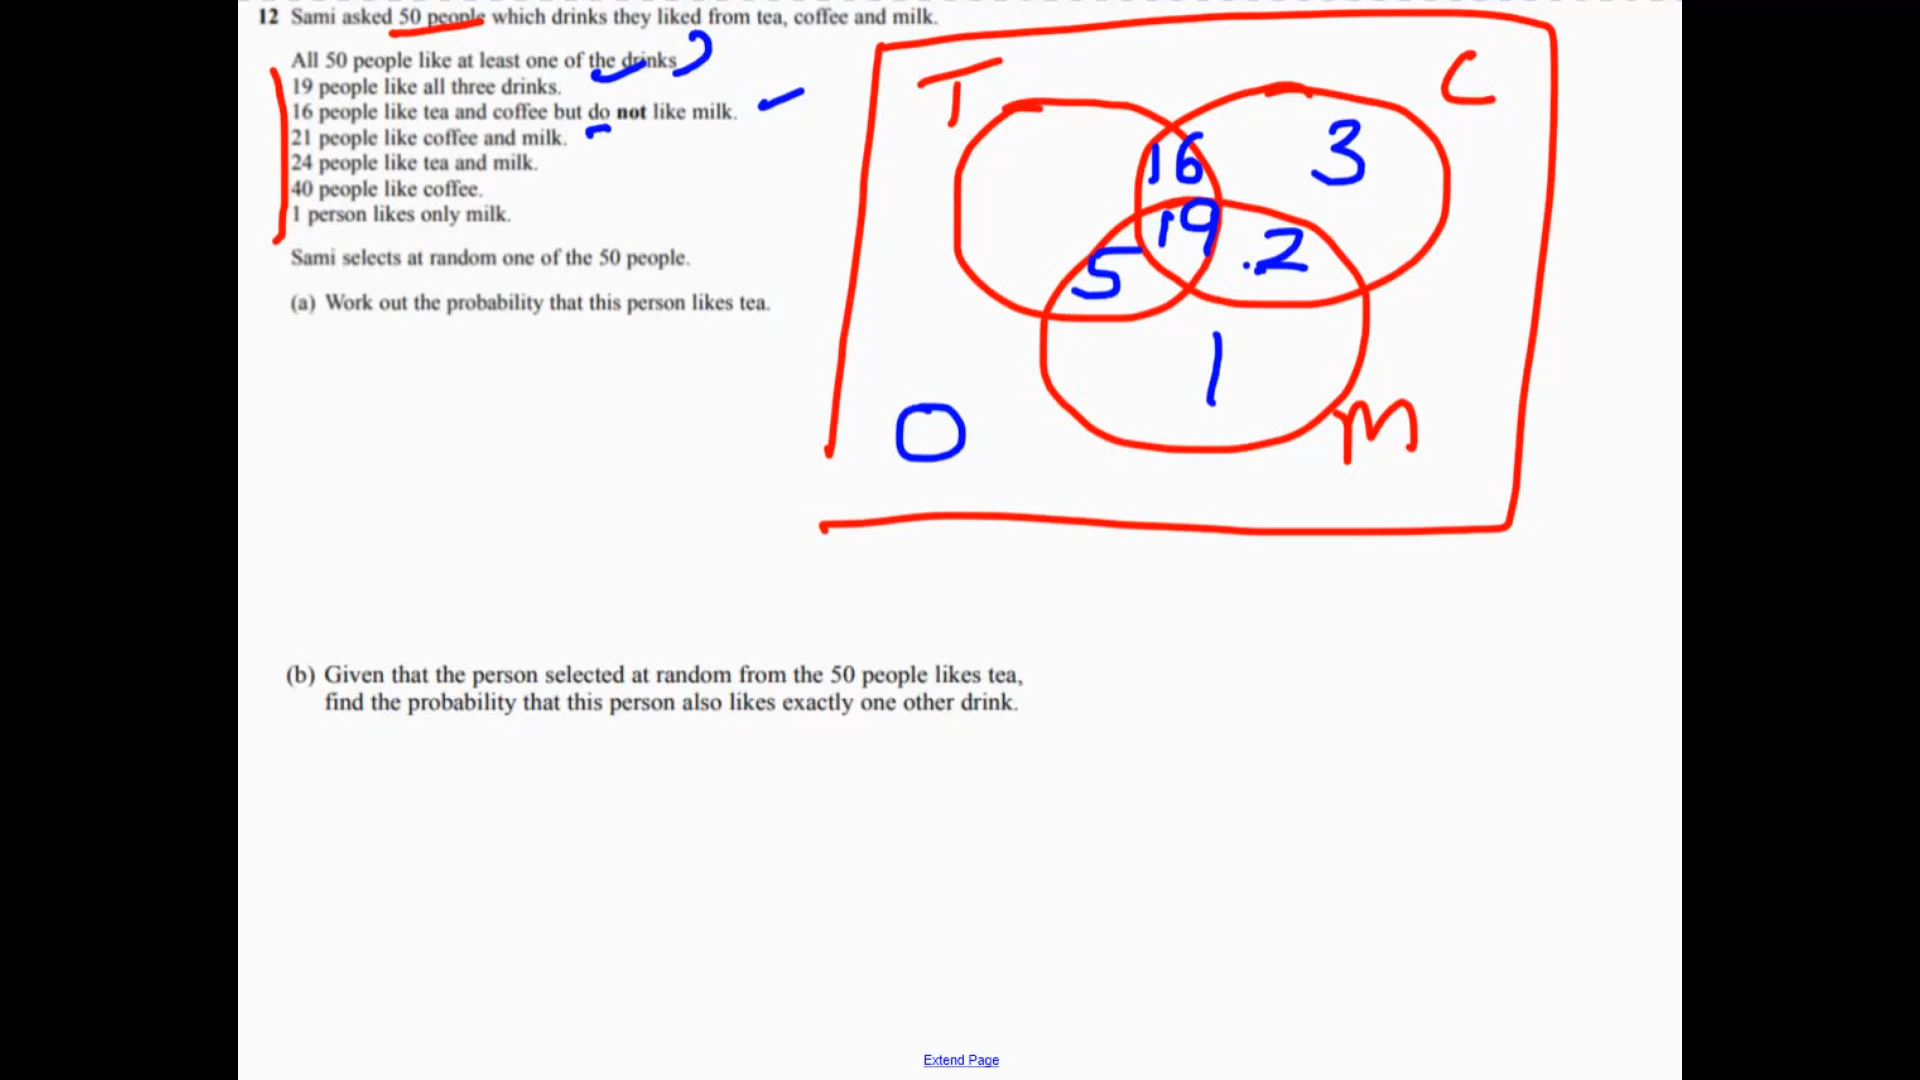 12 Sami asked 50 people which drinks they liked from tea, coffee and milk.
All 50 people like at least one of the drinks
19 people like all three drinks.
16 people like tea and coffee but do not like milk.
21 people like coffee and milk.
24 people like tea and milk.
40 people like coffee.
1 person likes only milk.
Sami selects at random one of the 50 people.
(a) Work out the probability that this person likes tea.
T
C
16
3
19
5
.2
1
0
M
(b) Given that the person selected at random from the 50 people likes tea,
find the probability that this person also likes exactly one other drink.
Extend Page